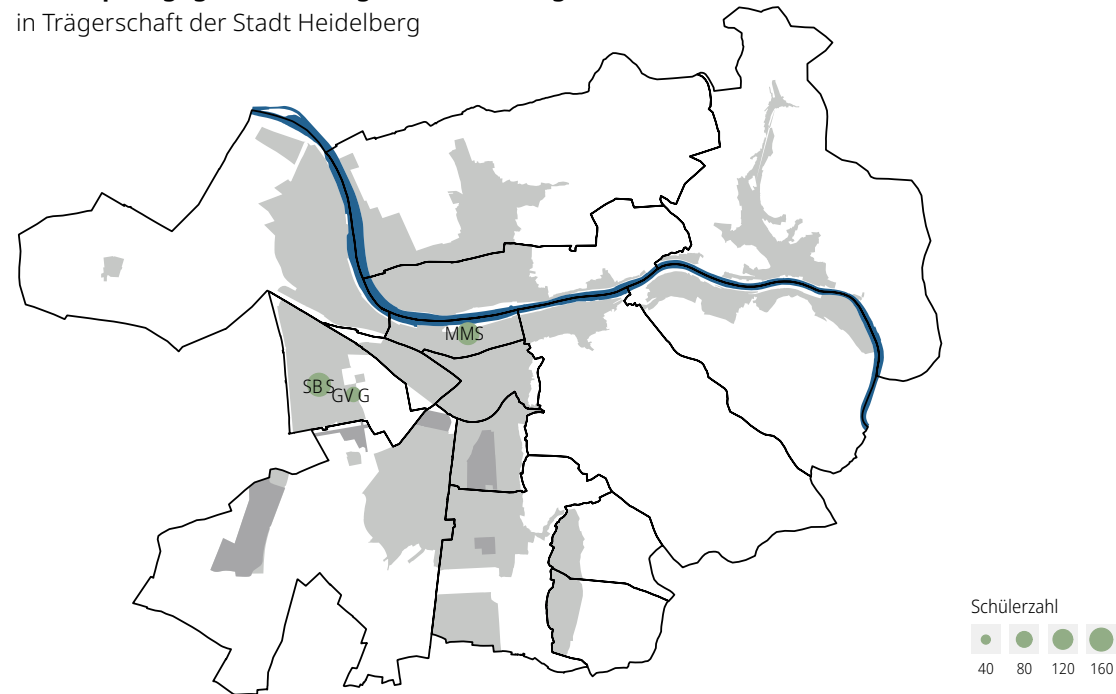 in Trägerschaft der Stadt Heidelberg
MMS
SBS
GVG
Schülerzahl
40 80 120 160